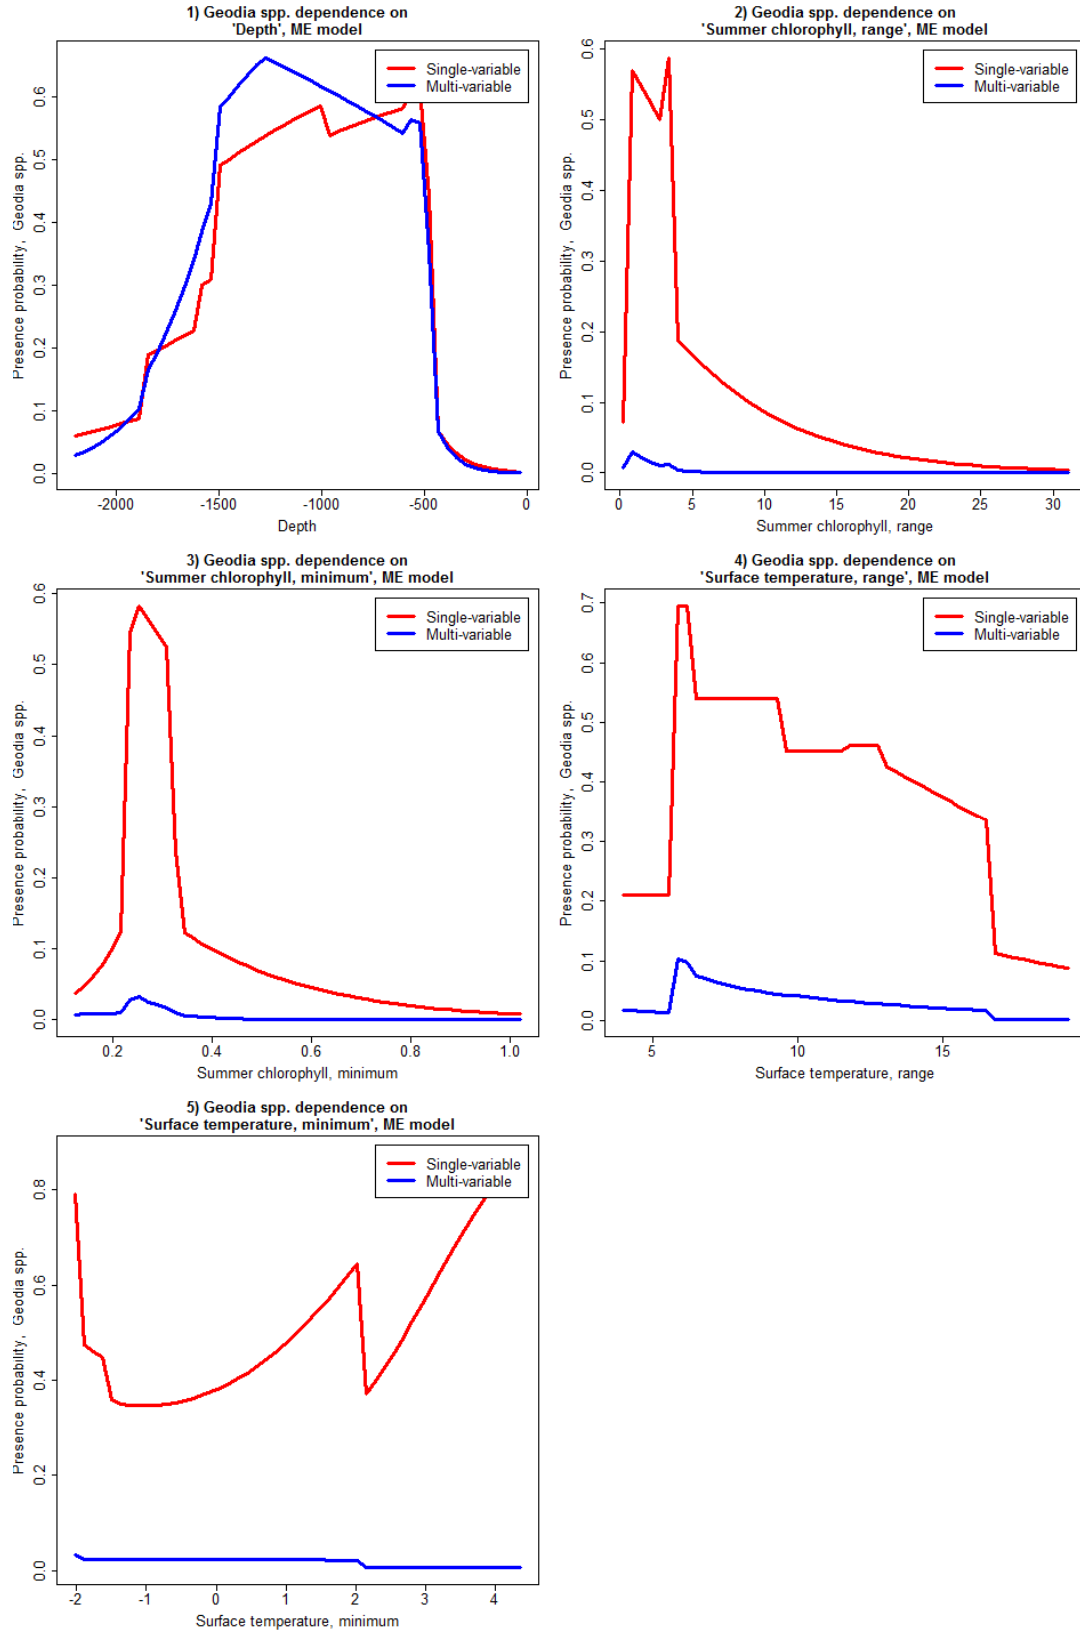 1) Geodia spp. dependence on
'Depth', ME model
Single-variable
Multi-variable
Presence probability, Geodia spp.
0.0 0.1 0.2 0.3 0.4 0.5 0.6
-2000 -1500 -1000 -500 0
Depth
2) Geodia spp. dependence on
'Summer chlorophyll, range', ME model
Single-variable
Multi-variable
Presence probability, Geodia spp.
0.0 0.1 0.2 0.3 0.4 0.5 0.6
0 5 10 15 20 25 30
Summer chlorophyll, range
3) Geodia spp. dependence on
'Summer chlorophyll, minimum', ME model
Single-variable
Multi-variable
Presence probability, Geodia spp.
0.0 0.1 0.2 0.3 0.4 0.5 0.6
0.2 0.4 0.6 0.8 1.0
Summer chlorophyll, minimum
4) Geodia spp. dependence on
'Surface temperature, range', ME model
Single-variable
Multi-variable
Presence probability, Geodia spp.
0.0 0.1 0.2 0.3 0.4 0.5 0.6 0.7
5 10 15
Surface temperature, range
5) Geodia spp. dependence on
'Surface temperature, minimum', ME model
Single-variable
Multi-variable
Presence probability, Geodia spp.
0.0 0.2 0.4 0.6 0.8
-2 -1 0 1 2 3 4
Surface temperature, minimum